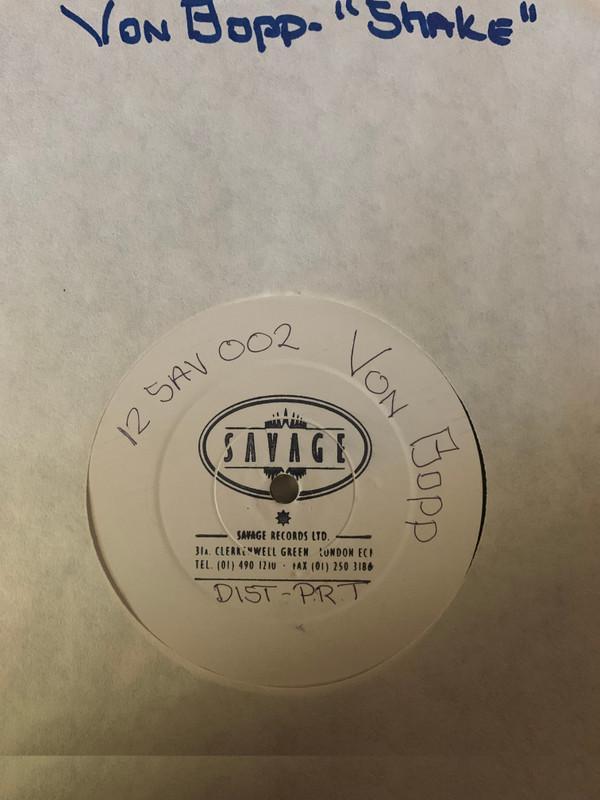 VON BOPP- "SHAKE"
12 SAV 002 VON BOPP
SAVAGE
SAVAGE RECORDS LTD.
31A. CLERKENWELL GREEN LONDON EC1
TEL. (01) 490 1210 · FAX (01) 250 3186
DIST-P.R.T